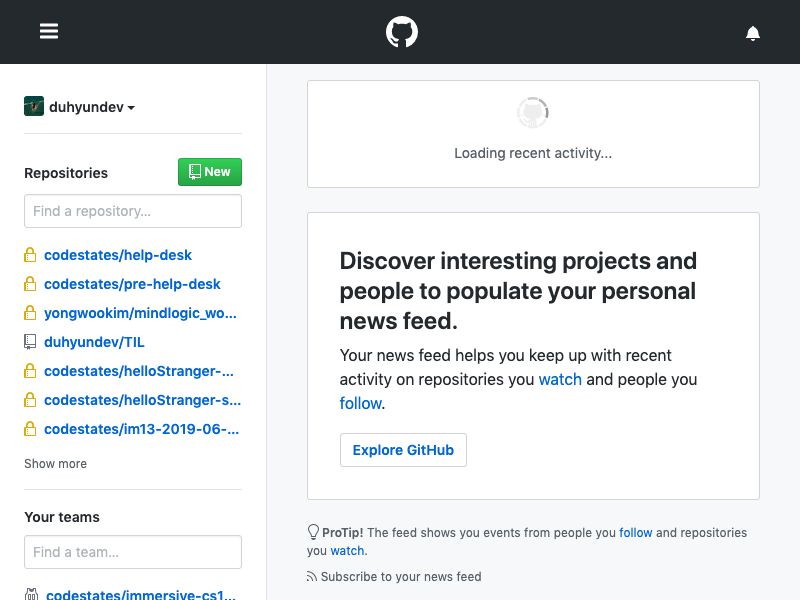 duhyundev
Repositories
New
Find a repository...
codestates/help-desk
codestates/pre-help-desk
yongwookim/mindlogic_wo...
duhyundev/TIL
codestates/helloStranger-...
codestates/helloStranger-s...
codestates/im13-2019-06-...
Show more
Your teams
Find a team...
codestates/immersive-cs1...
Loading recent activity...
Discover interesting projects and
people to populate your personal
news feed.
Your news feed helps you keep up with recent
activity on repositories you watch and people you
follow.
Explore GitHub
ProTip! The feed shows you events from people you follow and repositories
you watch.
Subscribe to your news feed